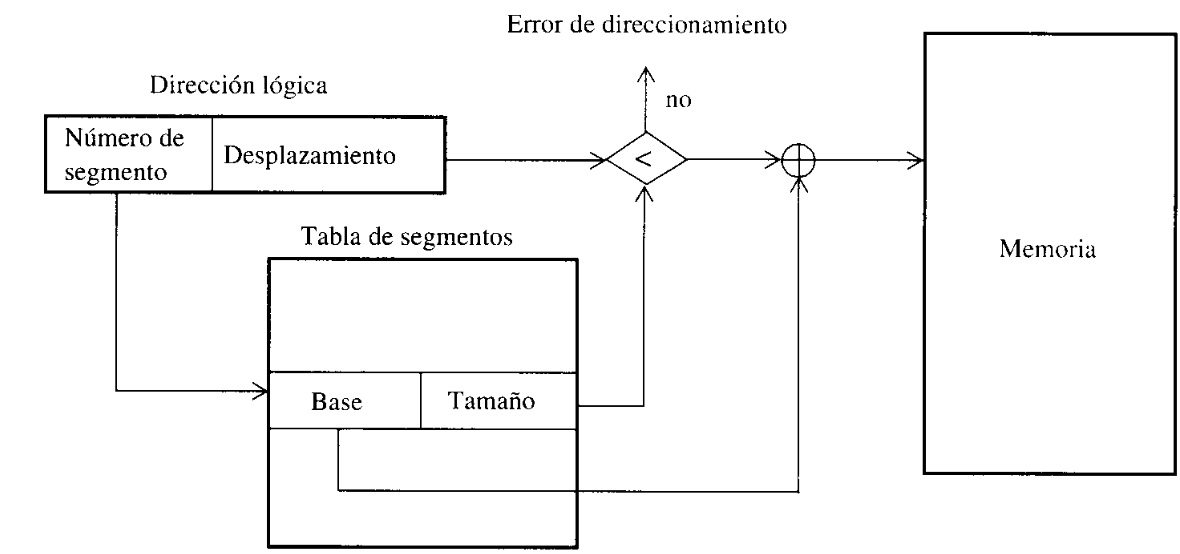 Error de direccionamiento
Dirección lógica
no
Número de
segmento
Desplazamiento
<
Tabla de segmentos
Memoria
Base
Tamaño